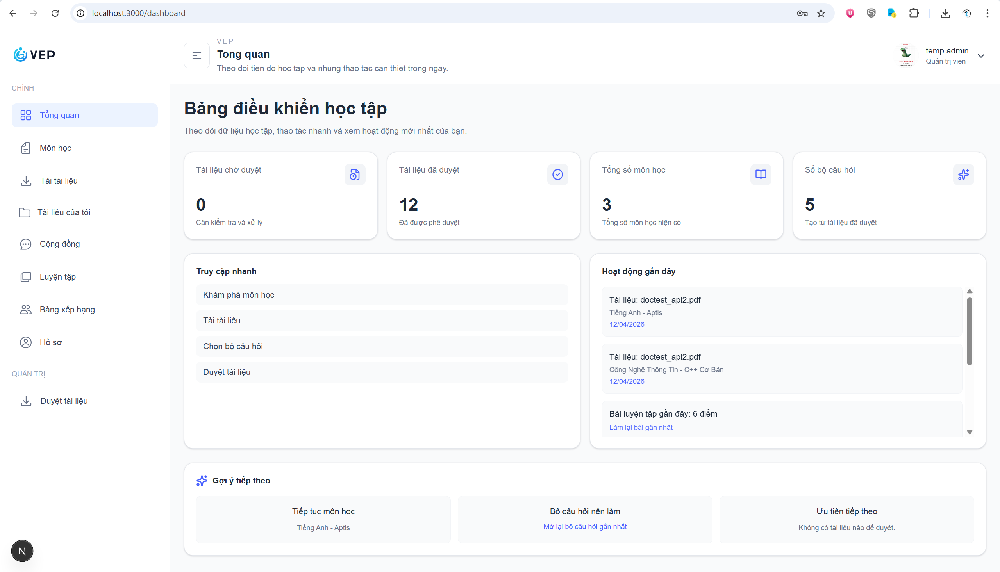 localhost:3000/dashboard
VEP
CHÍNH
Tổng quan
Môn học
Tải tài liệu
Tài liệu của tôi
Cộng đồng
Luyện tập
Bảng xếp hạng
Hồ sơ
QUẢN TRỊ
Duyệt tài liệu
N
VEP
Tong quan
Theo doi tien do hoc tap va nhung thao tac can thiet trong ngay.
temp.admin
Quản trị viên
Bảng điều khiển học tập
Theo dõi dữ liệu học tập, thao tác nhanh và xem hoạt động mới nhất của bạn.
Tài liệu chờ duyệt
0
Cần kiểm tra và xử lý
Tài liệu đã duyệt
12
Đã được phê duyệt
Tổng số môn học
3
Tổng số môn học hiện có
Số bộ câu hỏi
5
Tạo từ tài liệu đã duyệt
Truy cập nhanh
Khám phá môn học
Tải tài liệu
Chọn bộ câu hỏi
Duyệt tài liệu
Hoạt động gần đây
Tài liệu: doctest_api2.pdf
Tiếng Anh - Aptis
12/04/2026
Tài liệu: doctest_api2.pdf
Công Nghệ Thông Tin - C++ Cơ Bản
12/04/2026
Bài luyện tập gần đây: 6 điểm
Làm lại bài gần nhất
Gợi ý tiếp theo
Tiếp tục môn học
Tiếng Anh - Aptis
Bộ câu hỏi nên làm
Mở lại bộ câu hỏi gần nhất
Ưu tiên tiếp theo
Không có tài liệu nào để duyệt.